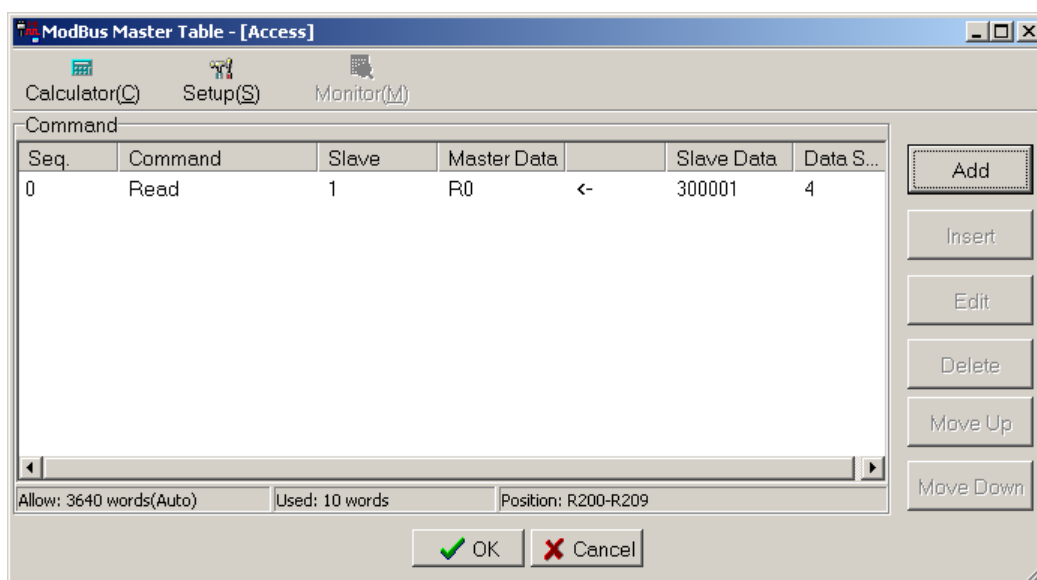 ModBus Master Table - [Access]
Calculator(C) Setup(S) Monitor(M)
Command
Seq. Command Slave Master Data Slave Data Data S...
0 Read 1 R0 <- 300001 4
Add
Insert
Edit
Delete
Move Up
Move Down
Allow: 3640 words(Auto) Used: 10 words Position: R200-R209
OK Cancel